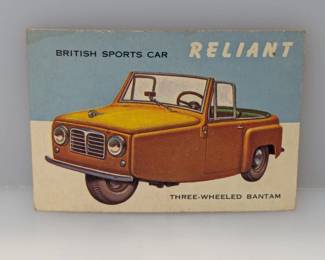 BRITISH SPORTS CAR
RELIANT
THREE-WHEELED BANTAM